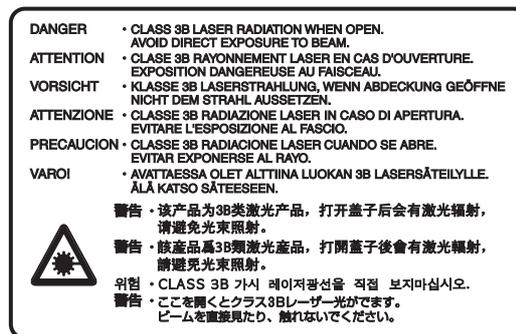 DANGER · CLASS 3B LASER RADIATION WHEN OPEN.
AVOID DIRECT EXPOSURE TO BEAM.
ATTENTION · CLASE 3B RAYONNEMENT LASER EN CAS D'OUVERTURE.
EXPOSITION DANGEREUSE AU FAISCEAU.
VORSICHT · KLASSE 3B LASERSTRAHLUNG, WENN ABDECKUNG GEÖFFNE
NICHT DEM STRAHL AUSSETZEN.
ATTENZIONE · CLASSE 3B RADIAZIONE LASER IN CASO DI APERTURA.
EVITARE L'ESPOSIZIONE AL FASCIO.
PRECAUCION · CLASSE 3B RADIACIONE LASER CUANDO SE ABRE.
EVITAR EXPONERSE AL RAYO.
VARO! · AVATTAESSA OLET ALTTIINA LUOKAN 3B LASERSÄTEILYLLE.
ÄLÄ KATSO SÄTEESEEN.
警告 · 该产品为3B类激光产品，打开盖子后会有激光辐射，
请避免光束照射。
警告 · 該産品爲3B類激光産品，打開蓋子後會有激光輻射，
請避免光束照射。
위험 · CLASS 3B 가시 레이저광선을 직접 보지마십시오.
警告 · ここを開くとクラス3Bレーザー光がでます。
ビームを直接見たり、触れないでください。